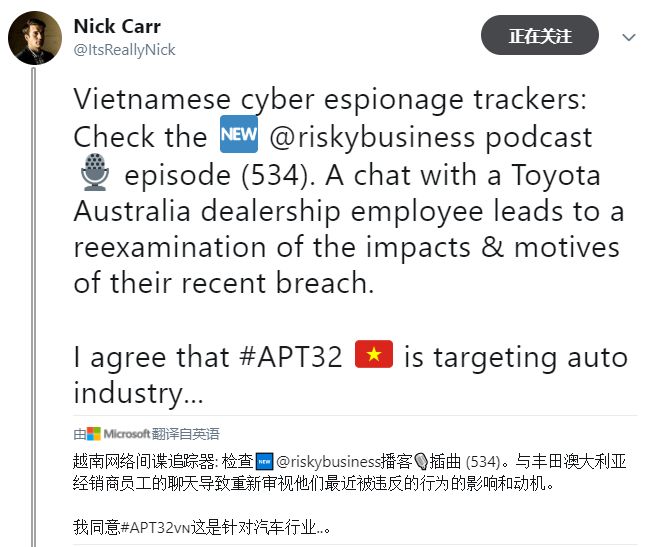 Nick Carr
@ItsReallyNick
正在关注
Vietnamese cyber espionage trackers:
Check the NEW @riskybusiness podcast
episode (534). A chat with a Toyota
Australia dealership employee leads to a
reexamination of the impacts & motives
of their recent breach.
I agree that #APT32 is targeting auto
industry...
由 Microsoft 翻译自英语
越南网络间谍追踪器: 检查NEW@riskybusiness播客插曲 (534)。与丰田澳大利亚
经销商员工的聊天导致重新审视他们最近被违反的行为的影响和动机。
我同意#APT32VN这是针对汽车行业..。